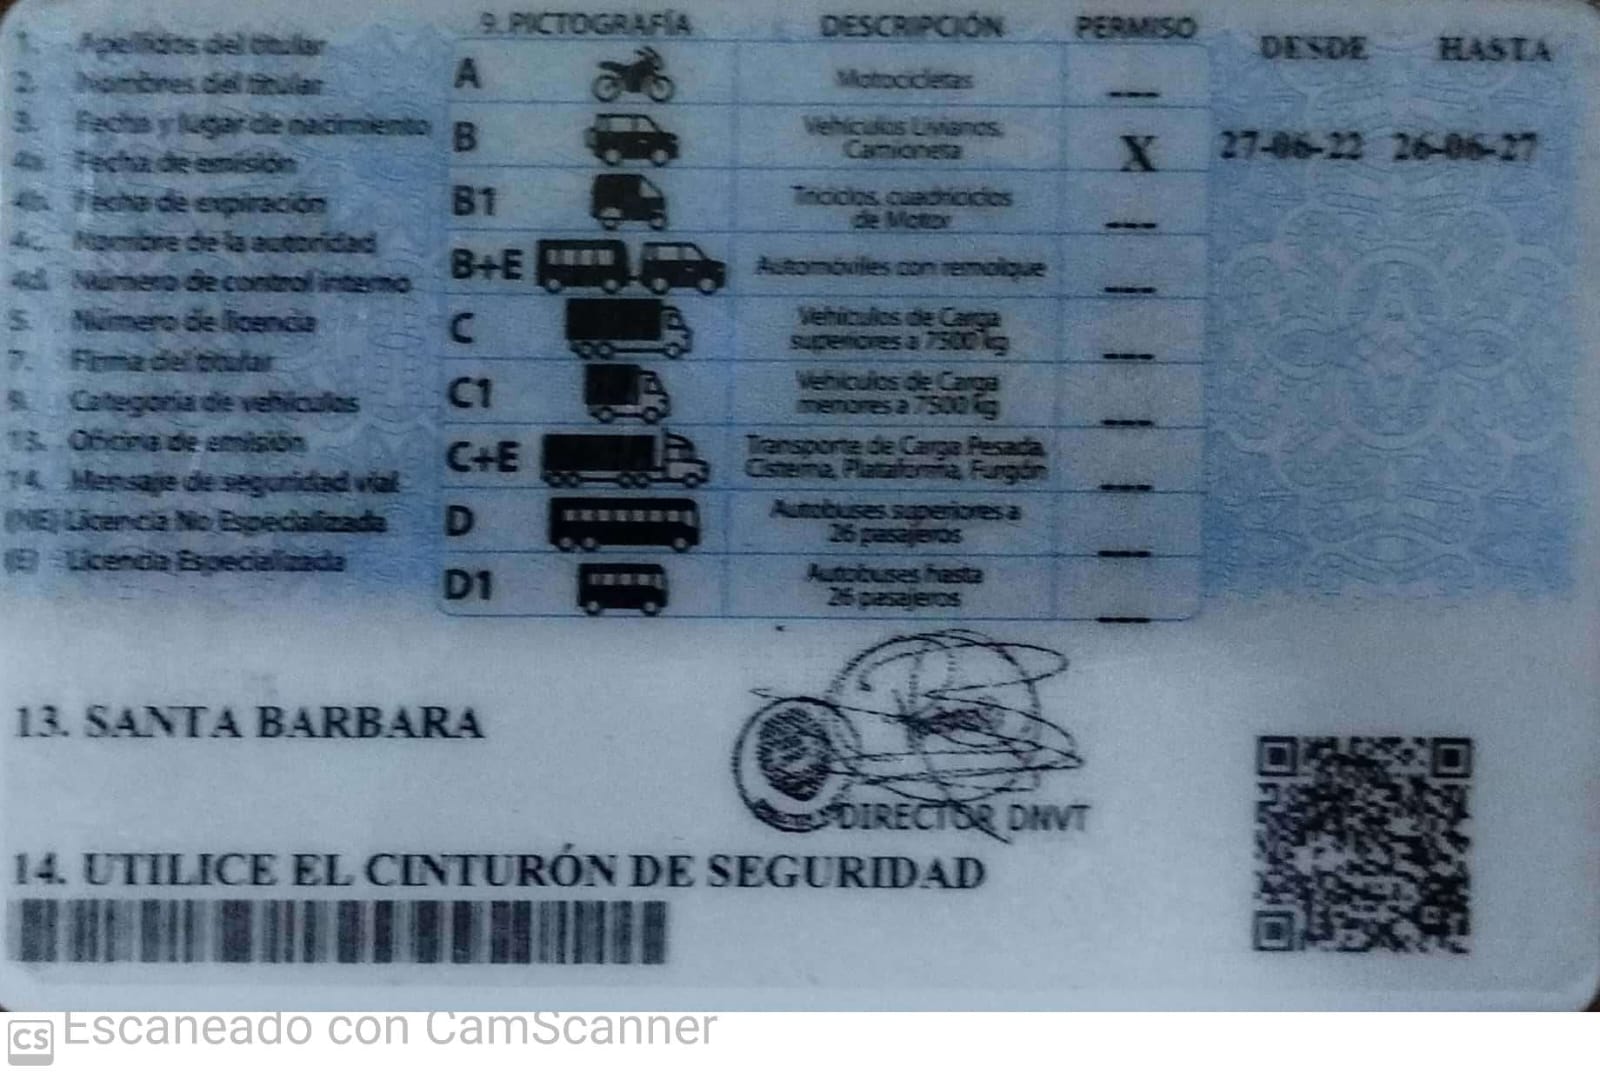 1. Apellidos del titular
2. Nombres del titular
3. Fecha y lugar de nacimiento
4a. Fecha de emisión
4b. Fecha de expiración
4c. Nombre de la autoridad
4d. Número de control interno
5. Número de licencia
7. Firma del titular
9. Categoría de vehículos
13. Oficina de emisión
14. Mensaje de seguridad vial
(NE) Licencia No Especializada
(E) Licencia Especializada
9. PICTOGRAFÍA DESCRIPCIÓN PERMISO DESDE HASTA
A Motocicletas ---
B Vehículos Livianos,
Camioneta X 27-06-22 26-06-27
B1 Triciclos, cuadriciclos
de Motor ---
B+E Automóviles con remolque ---
C Vehículos de Carga
superiores a 7500 kg ---
C1 Vehículos de Carga
menores a 7500 kg ---
C+E Transporte de Carga Pesada,
Cisterna, Plataforma, Furgón ---
D Autobuses superiores a
26 pasajeros ---
D1 Autobuses hasta
26 pasajeros ---
13. SANTA BARBARA
DIRECTOR DNVT
14. UTILICE EL CINTURÓN DE SEGURIDAD
CS Escaneado con CamScanner